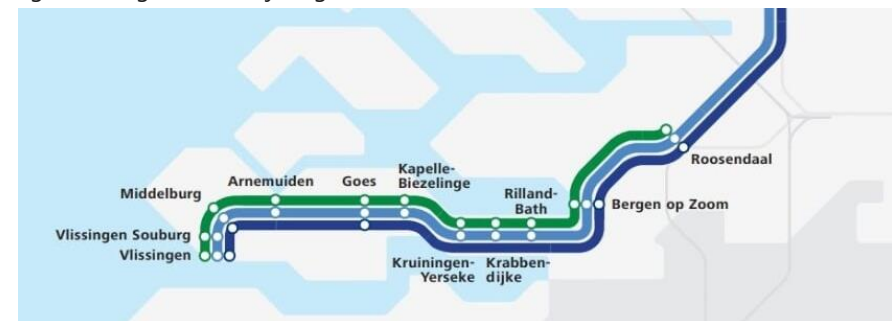 Roosendaal
Kapelle-
Biezelinge
Arnemuiden
Goes
Middelburg
Rilland-
Bath
Bergen op Zoom
Vlissingen Souburg
Vlissingen
Kruiningen-
Yerseke
Krabben-
dijke